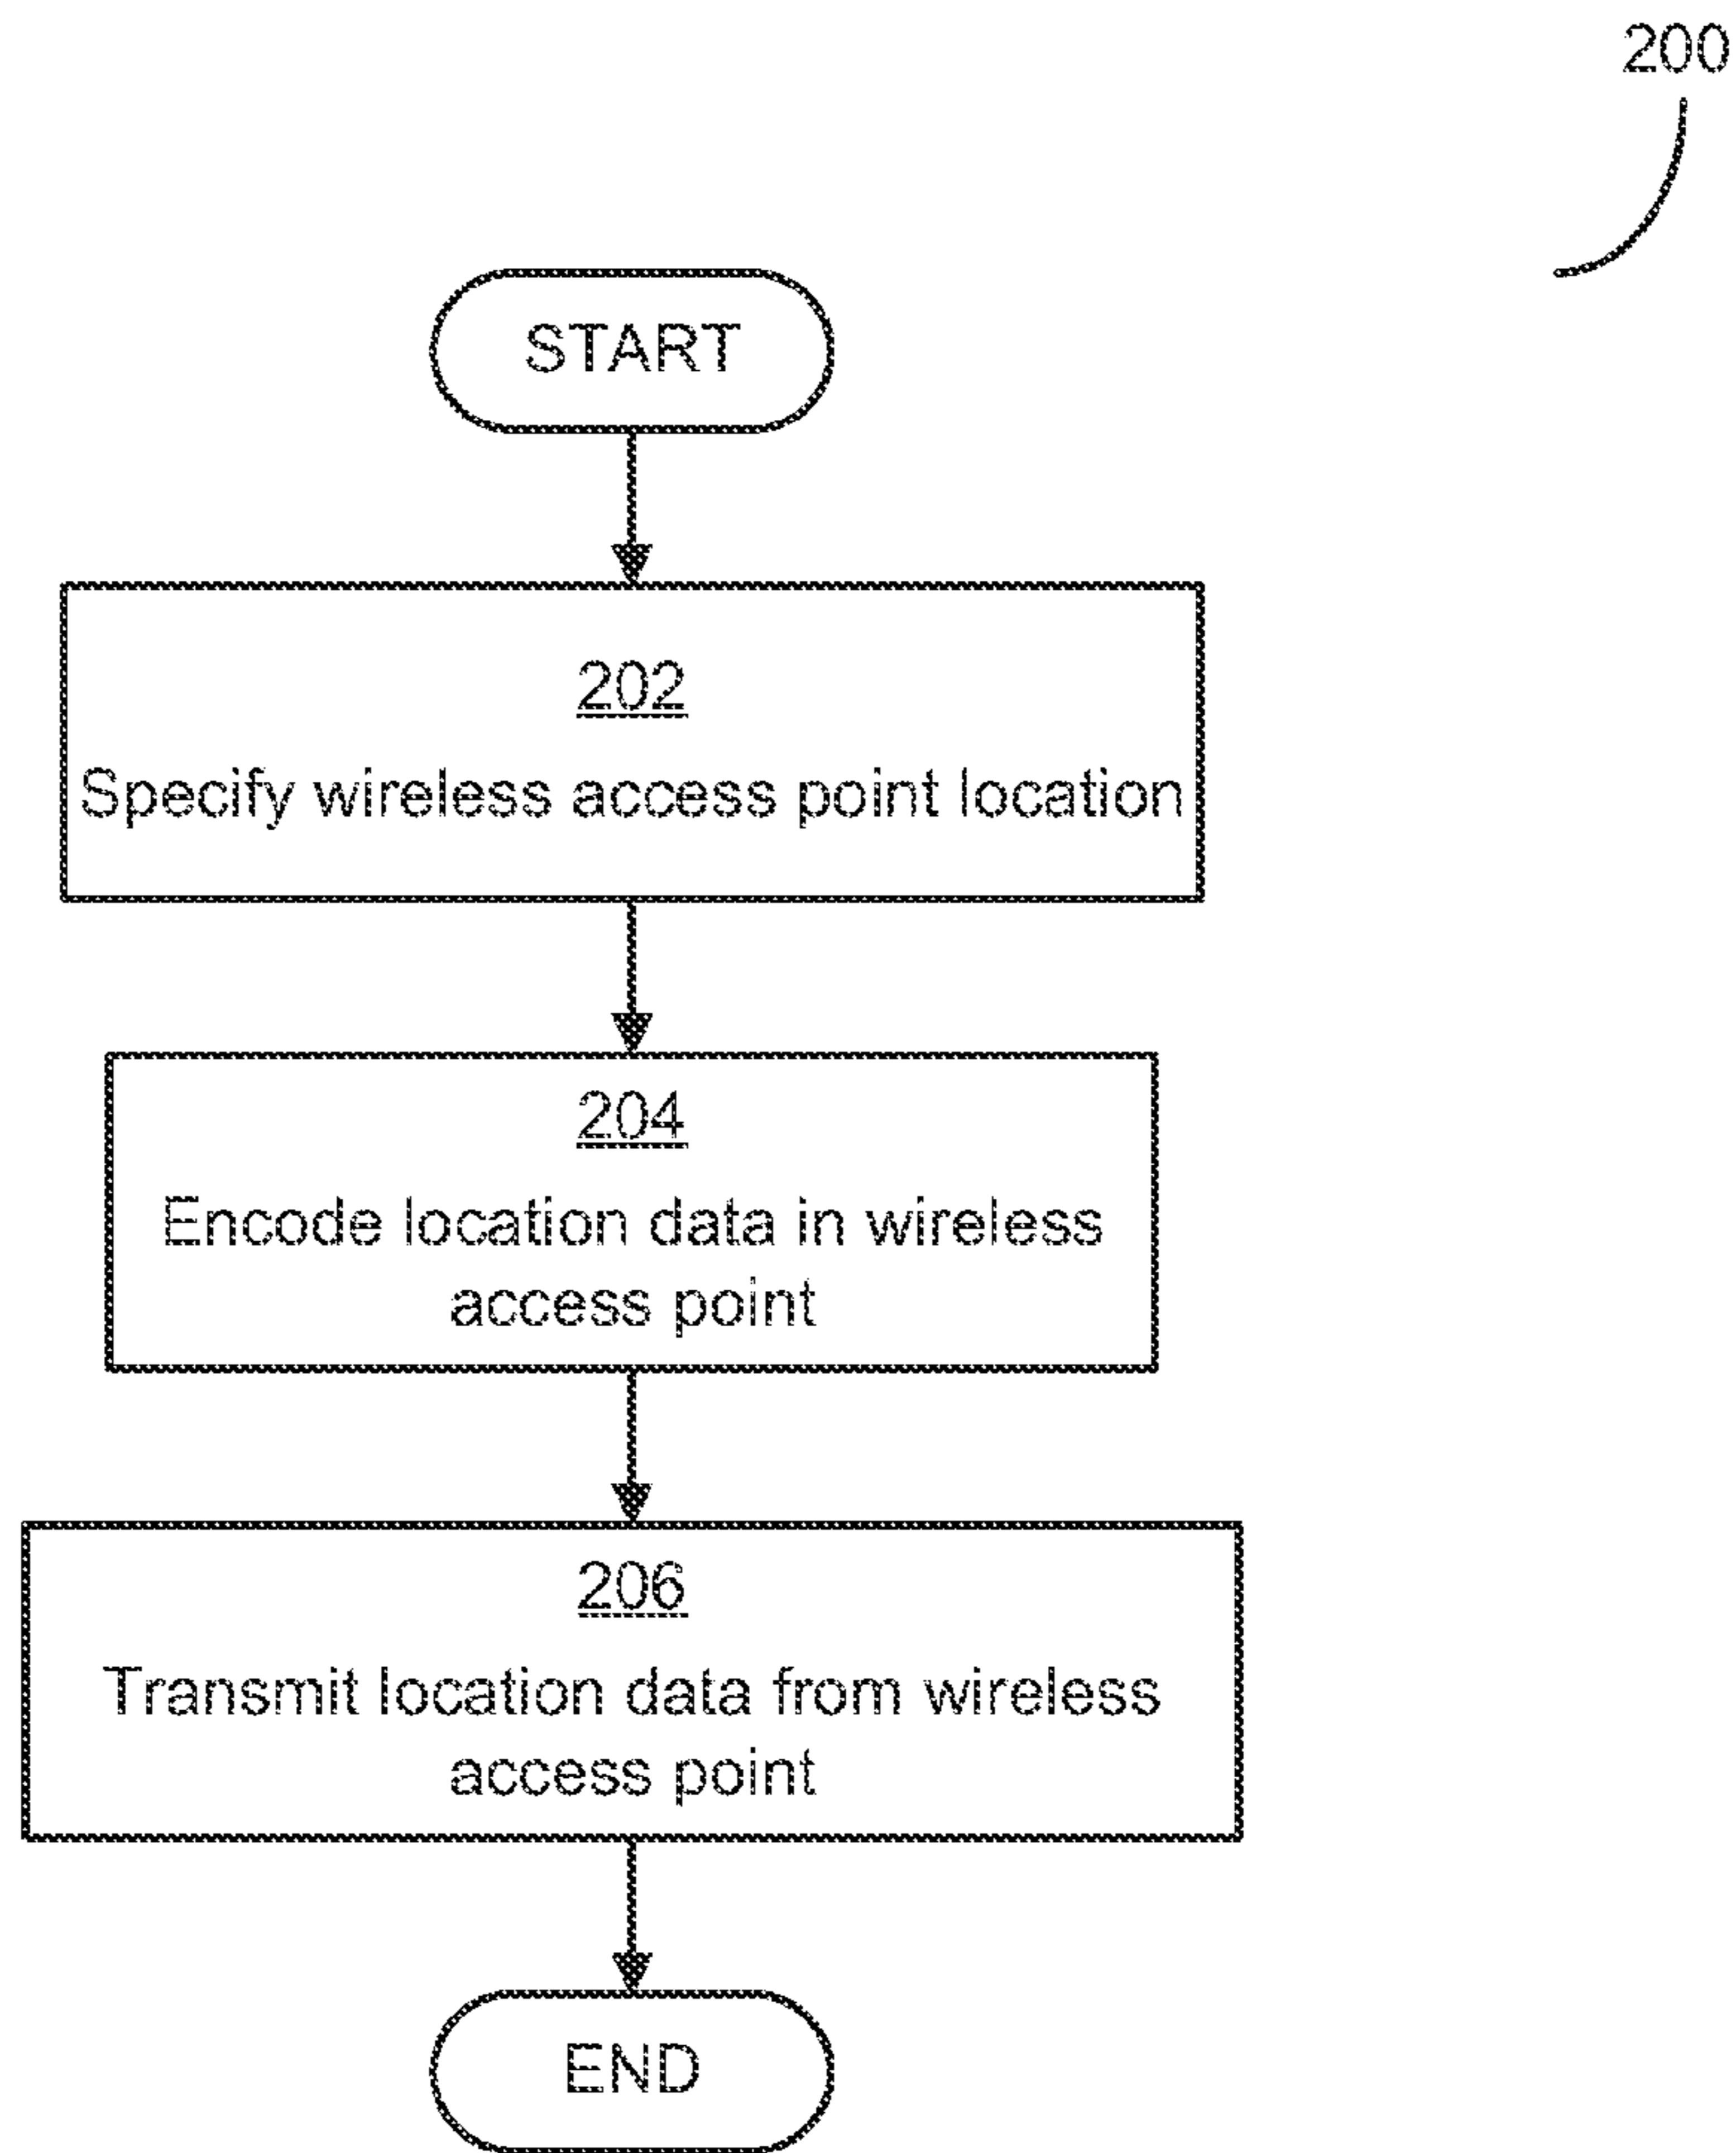 200
START
202
Specify wireless access point location
204
Encode location data in wireless
access point
206
Transmit location data from wireless
access point
END